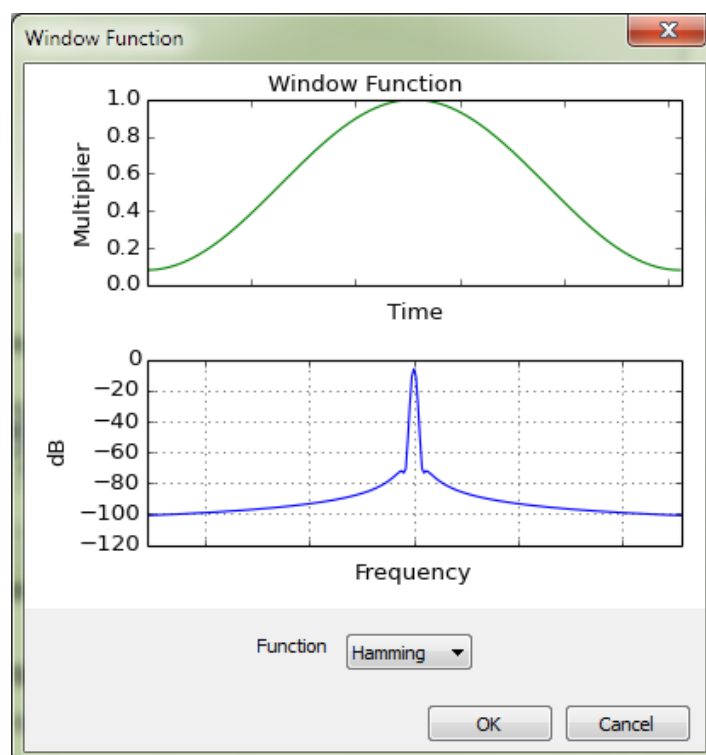 Window Function
Window Function
1.0
0.8
0.6
0.4
0.2
0.0
Multiplier
Time
0
−20
−40
−60
−80
−100
−120
dB
Frequency
Function Hamming
OK Cancel